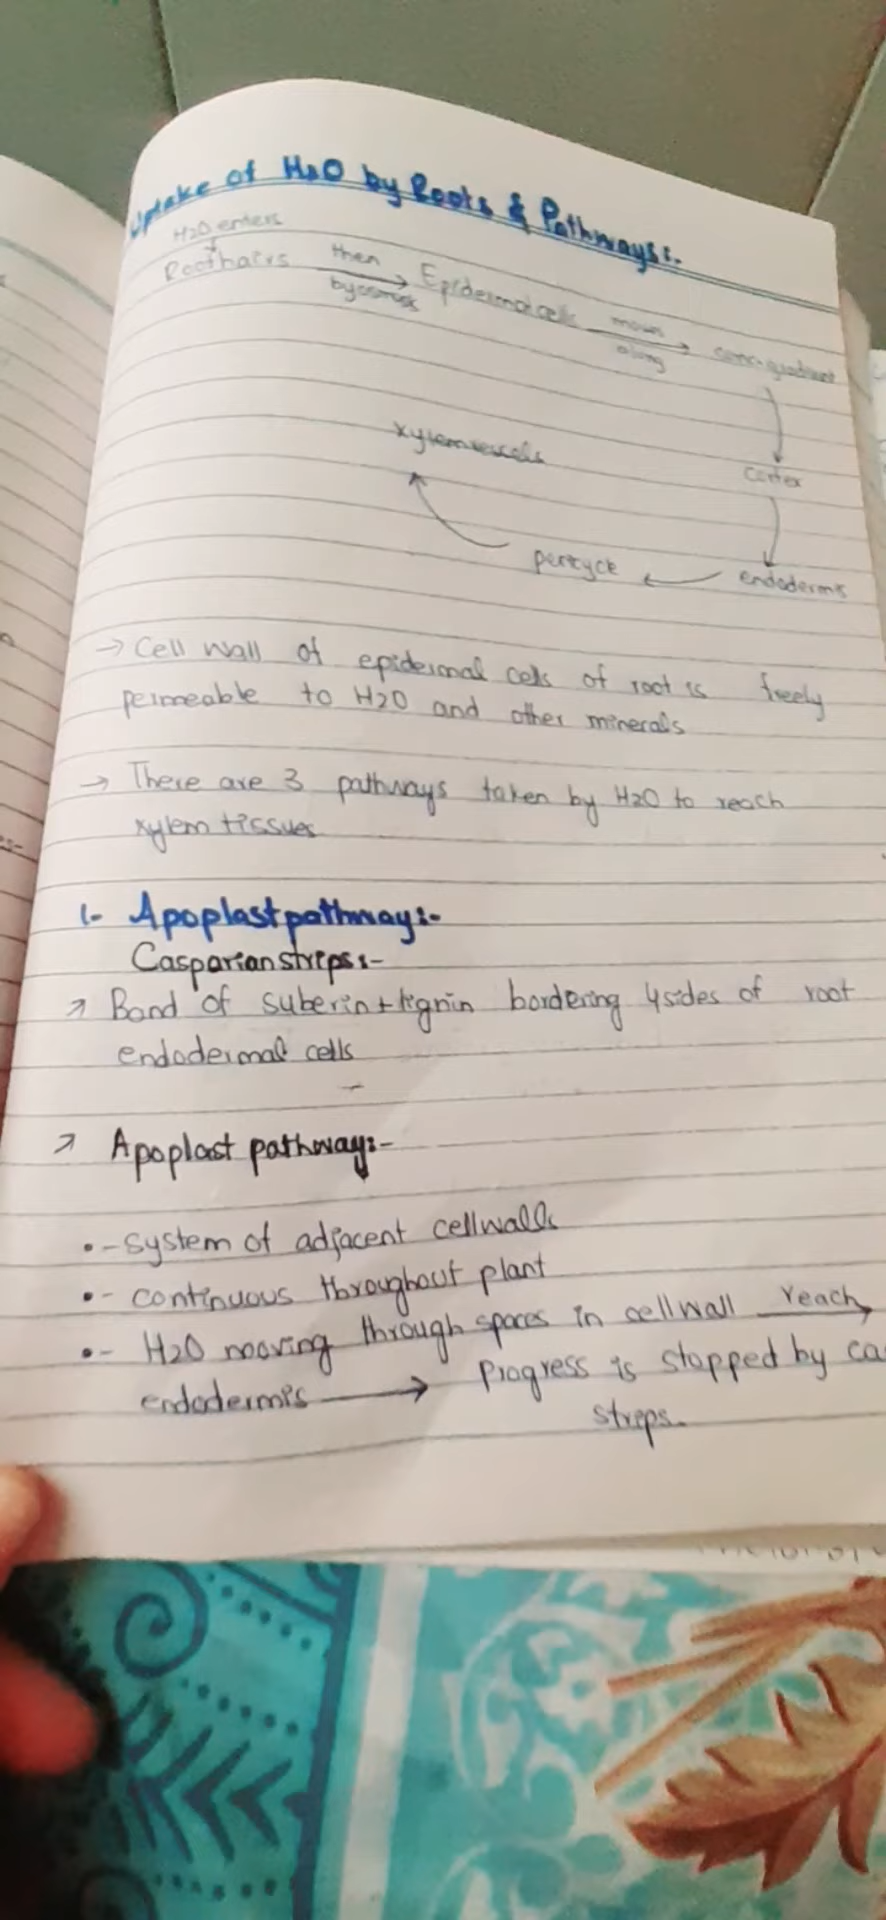 Uptake of H2O by Roots & Pathways:-
H2O enters
Roothairs then by osmosis Epidermal cells moves along conc. gradient
xylem vessels
cortex
pericycle
endodermis
→ Cell wall of epidermal cells of root is freely
permeable to H2O and other minerals
→ There are 3 pathways taken by H2O to reach
xylem tissues
1- Apoplast pathway:-
Casparian strips:-
→ Band of suberin + lignin bordering 4 sides of root
endodermal cells
→ Apoplast pathway:-
•- System of adjacent cellwalls
•- continuous throughout plant
•- H2O moving through spaces in cellwall reach
endodermis → Progress is stopped by ca
strips.